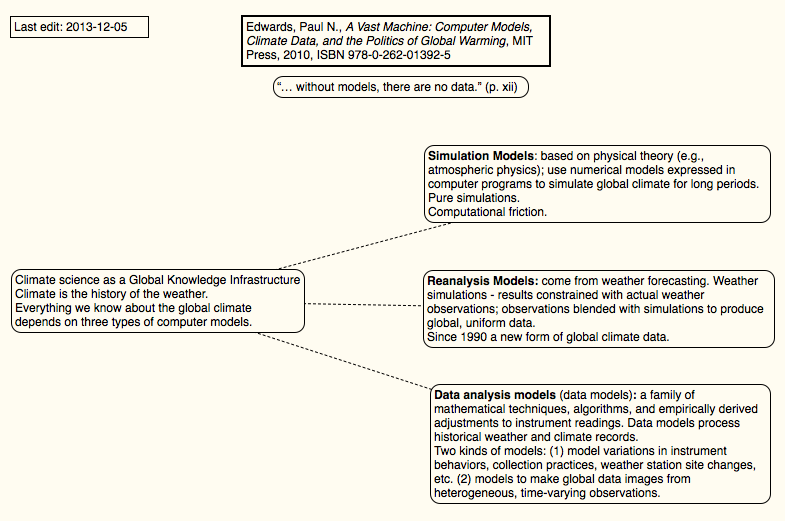 Last edit: 2013-12-05
Edwards, Paul N., A Vast Machine: Computer Models,
Climate Data, and the Politics of Global Warming, MIT
Press, 2010, ISBN 978-0-262-01392-5
“… without models, there are no data.” (p. xii)
Simulation Models: based on physical theory (e.g.,
atmospheric physics); use numerical models expressed in
computer programs to simulate global climate for long periods.
Pure simulations.
Computational friction.
Climate science as a Global Knowledge Infrastructure
Climate is the history of the weather.
Everything we know about the global climate
depends on three types of computer models.
Reanalysis Models: come from weather forecasting. Weather
simulations - results constrained with actual weather
observations; observations blended with simulations to produce
global, uniform data.
Since 1990 a new form of global climate data.
Data analysis models (data models): a family of
mathematical techniques, algorithms, and empirically derived
adjustments to instrument readings. Data models process
historical weather and climate records.
Two kinds of models: (1) model variations in instrument
behaviors, collection practices, weather station site changes,
etc. (2) models to make global data images from
heterogeneous, time-varying observations.